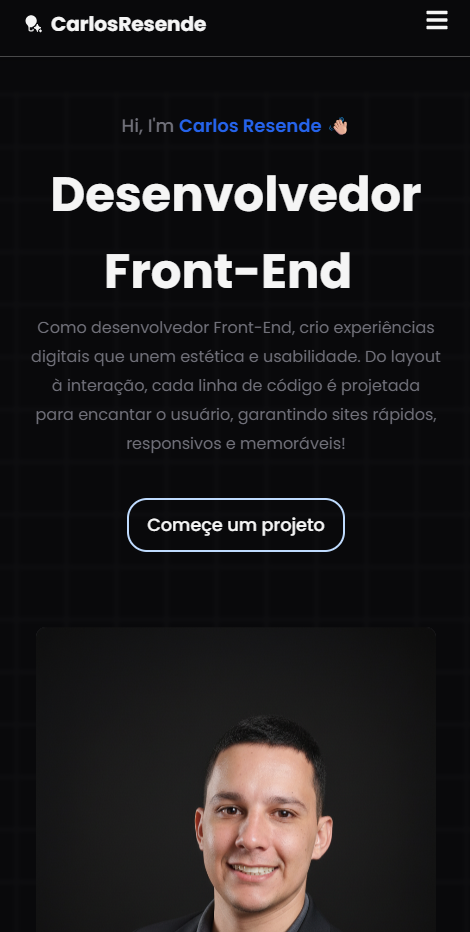 CarlosResende
Hi, I'm Carlos Resende 👋🏻
Desenvolvedor
Front-End
Como desenvolvedor Front-End, crio experiências
digitais que unem estética e usabilidade. Do layout
à interação, cada linha de código é projetada
para encantar o usuário, garantindo sites rápidos,
responsivos e memoráveis!
Começe um projeto